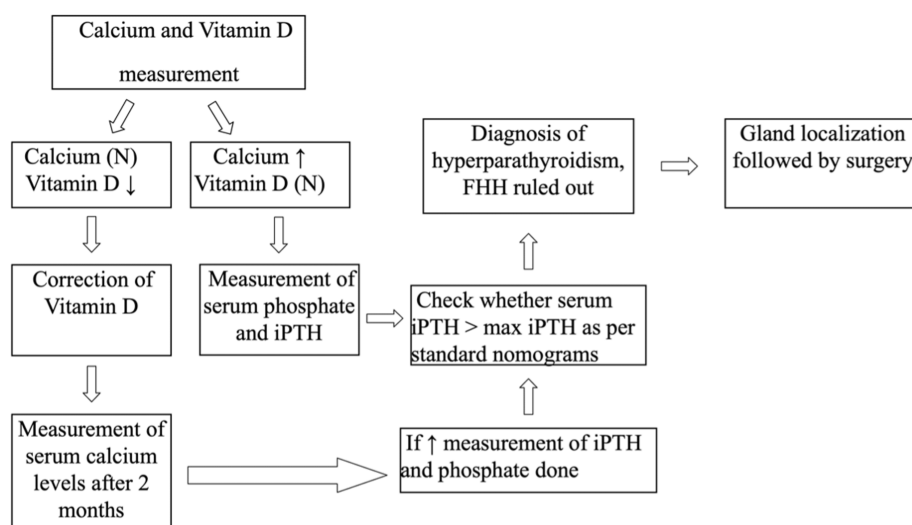 Calcium and Vitamin D
measurement
Calcium (N)
Vitamin D ↓
Calcium ↑
Vitamin D (N)
Diagnosis of
hyperparathyroidism,
FHH ruled out
Gland localization
followed by surgery
Correction of
Vitamin D
Measurement of
serum phosphate
and iPTH
Check whether serum
iPTH > max iPTH as per
standard nomograms
Measurement of
serum calcium
levels after 2
months
If ↑ measurement of iPTH
and phosphate done